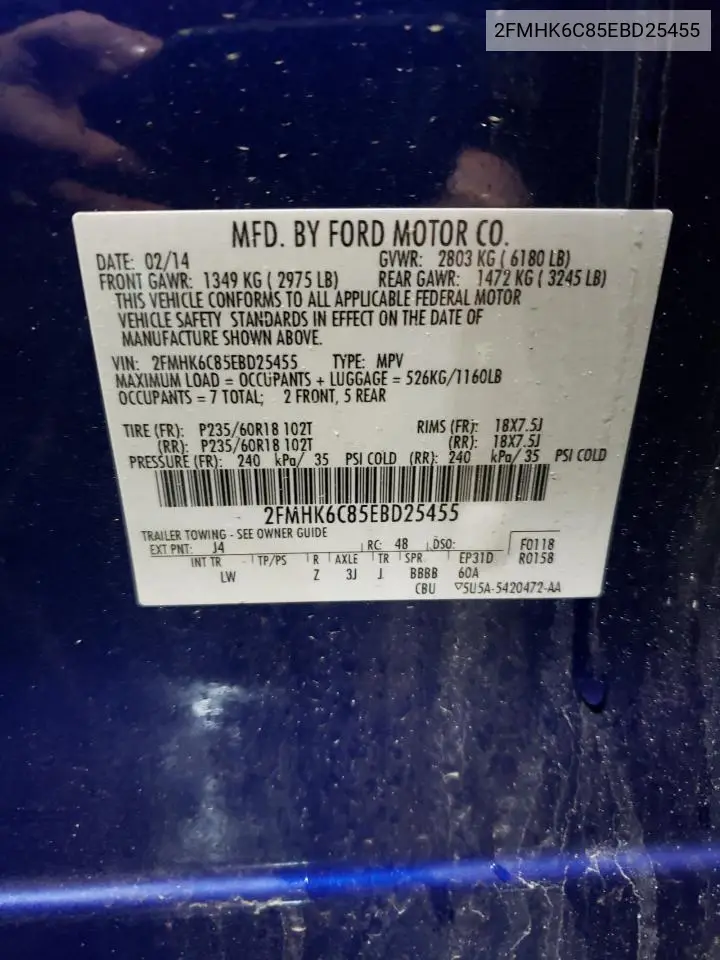 2FMHK6C85EBD25455
MFD. BY FORD MOTOR CO.
DATE: 02/14 GVWR: 2803 KG ( 6180 LB)
FRONT GAWR: 1349 KG ( 2975 LB) REAR GAWR: 1472 KG ( 3245 LB)
THIS VEHICLE CONFORMS TO ALL APPLICABLE FEDERAL MOTOR
VEHICLE SAFETY STANDARDS IN EFFECT ON THE DATE OF
MANUFACTURE SHOWN ABOVE.
VIN: 2FMHK6C85EBD25455 TYPE: MPV
MAXIMUM LOAD = OCCUPANTS + LUGGAGE = 526KG/1160LB
OCCUPANTS = 7 TOTAL; 2 FRONT, 5 REAR
TIRE (FR): P235/60R18 102T RIMS (FR): 18X7.5J
(RR): P235/60R18 102T (RR): 18X7.5J
PRESSURE (FR): 240 kPa/ 35 PSI COLD (RR): 240 kPa/ 35 PSI COLD
2FMHK6C85EBD25455
TRAILER TOWING - SEE OWNER GUIDE
EXT PNT: J4 RC: 48 DSO: F0118
INT TR TP/PS R AXLE TR SPR EP31D R0158
LW Z 3J J BBBB 60A
CBU 5U5A-5420472-AA